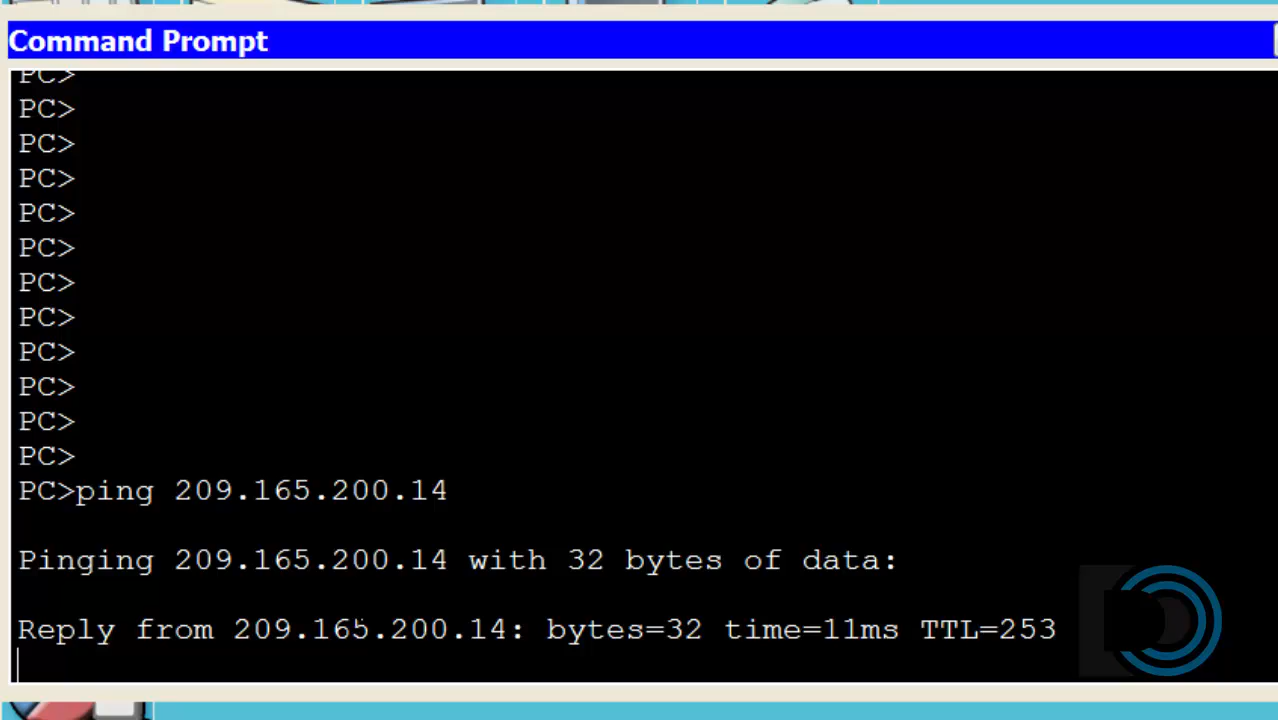 Command Prompt
PC>
PC>
PC>
PC>
PC>
PC>
PC>
PC>
PC>
PC>
PC>
PC>
PC>ping 209.165.200.14
Pinging 209.165.200.14 with 32 bytes of data:
Reply from 209.165.200.14: bytes=32 time=11ms TTL=253